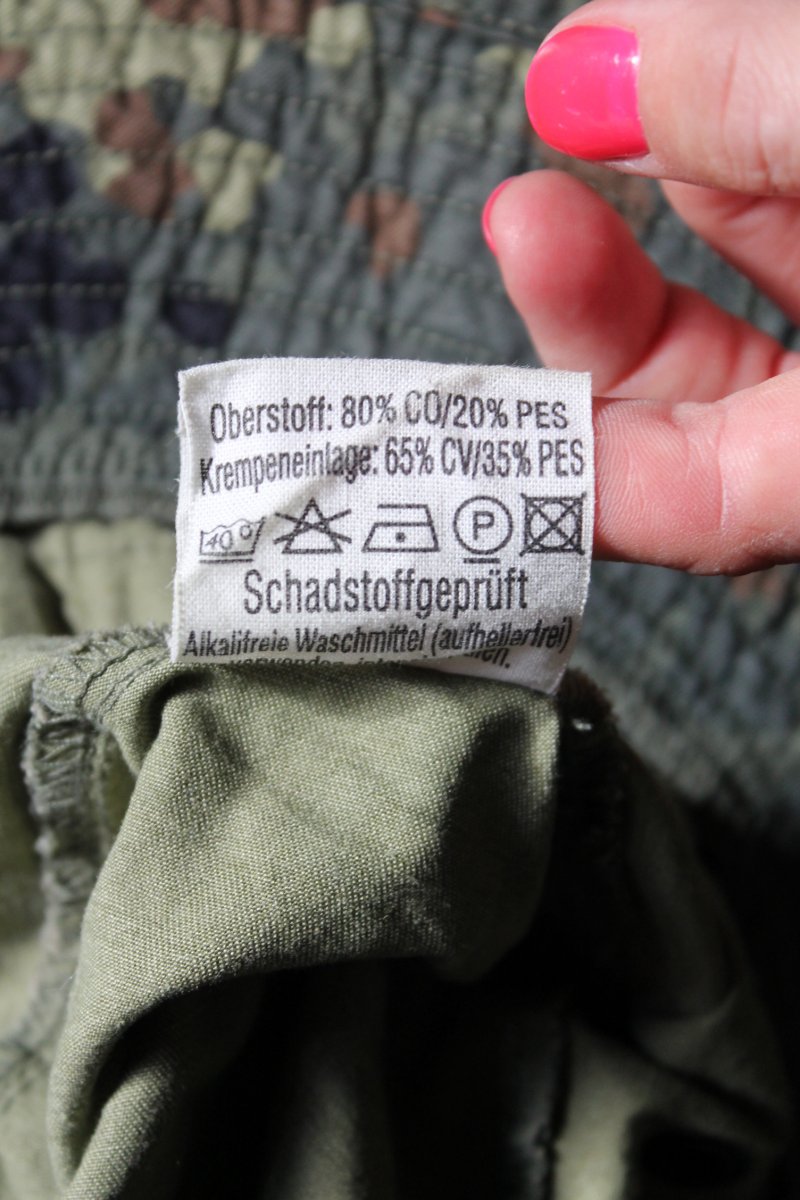 Oberstoff: 80% CO/20% PES
Krempeneinlage: 65% CV/35% PES
40° P
Schadstoffgeprüft
Alkalifreie Waschmittel (aufhellerfrei)